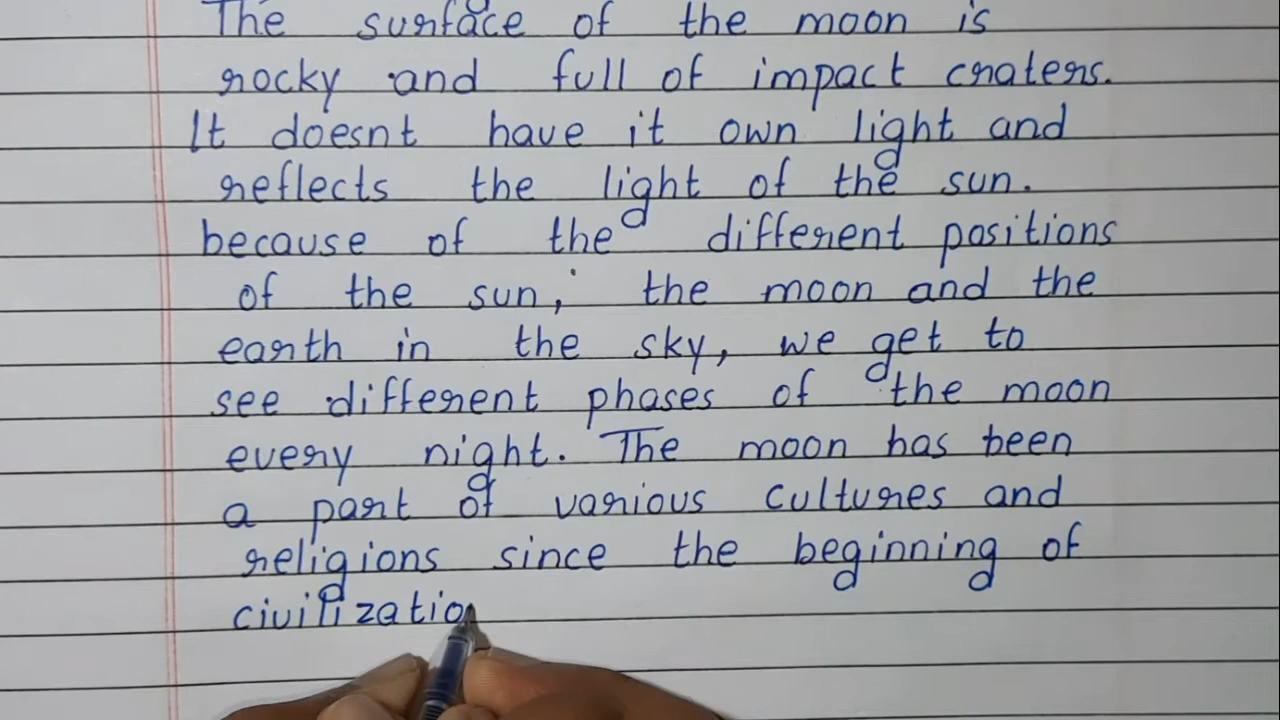 The surface of the moon is
rocky and full of impact craters.
It doesnt have it own light and
reflects the light of the sun.
because of the different positions
of the sun, the moon and the
earth in the sky, we get to
see different phases of the moon
every night. The moon has been
a part of various cultures and
religions since the beginning of
civilizatio